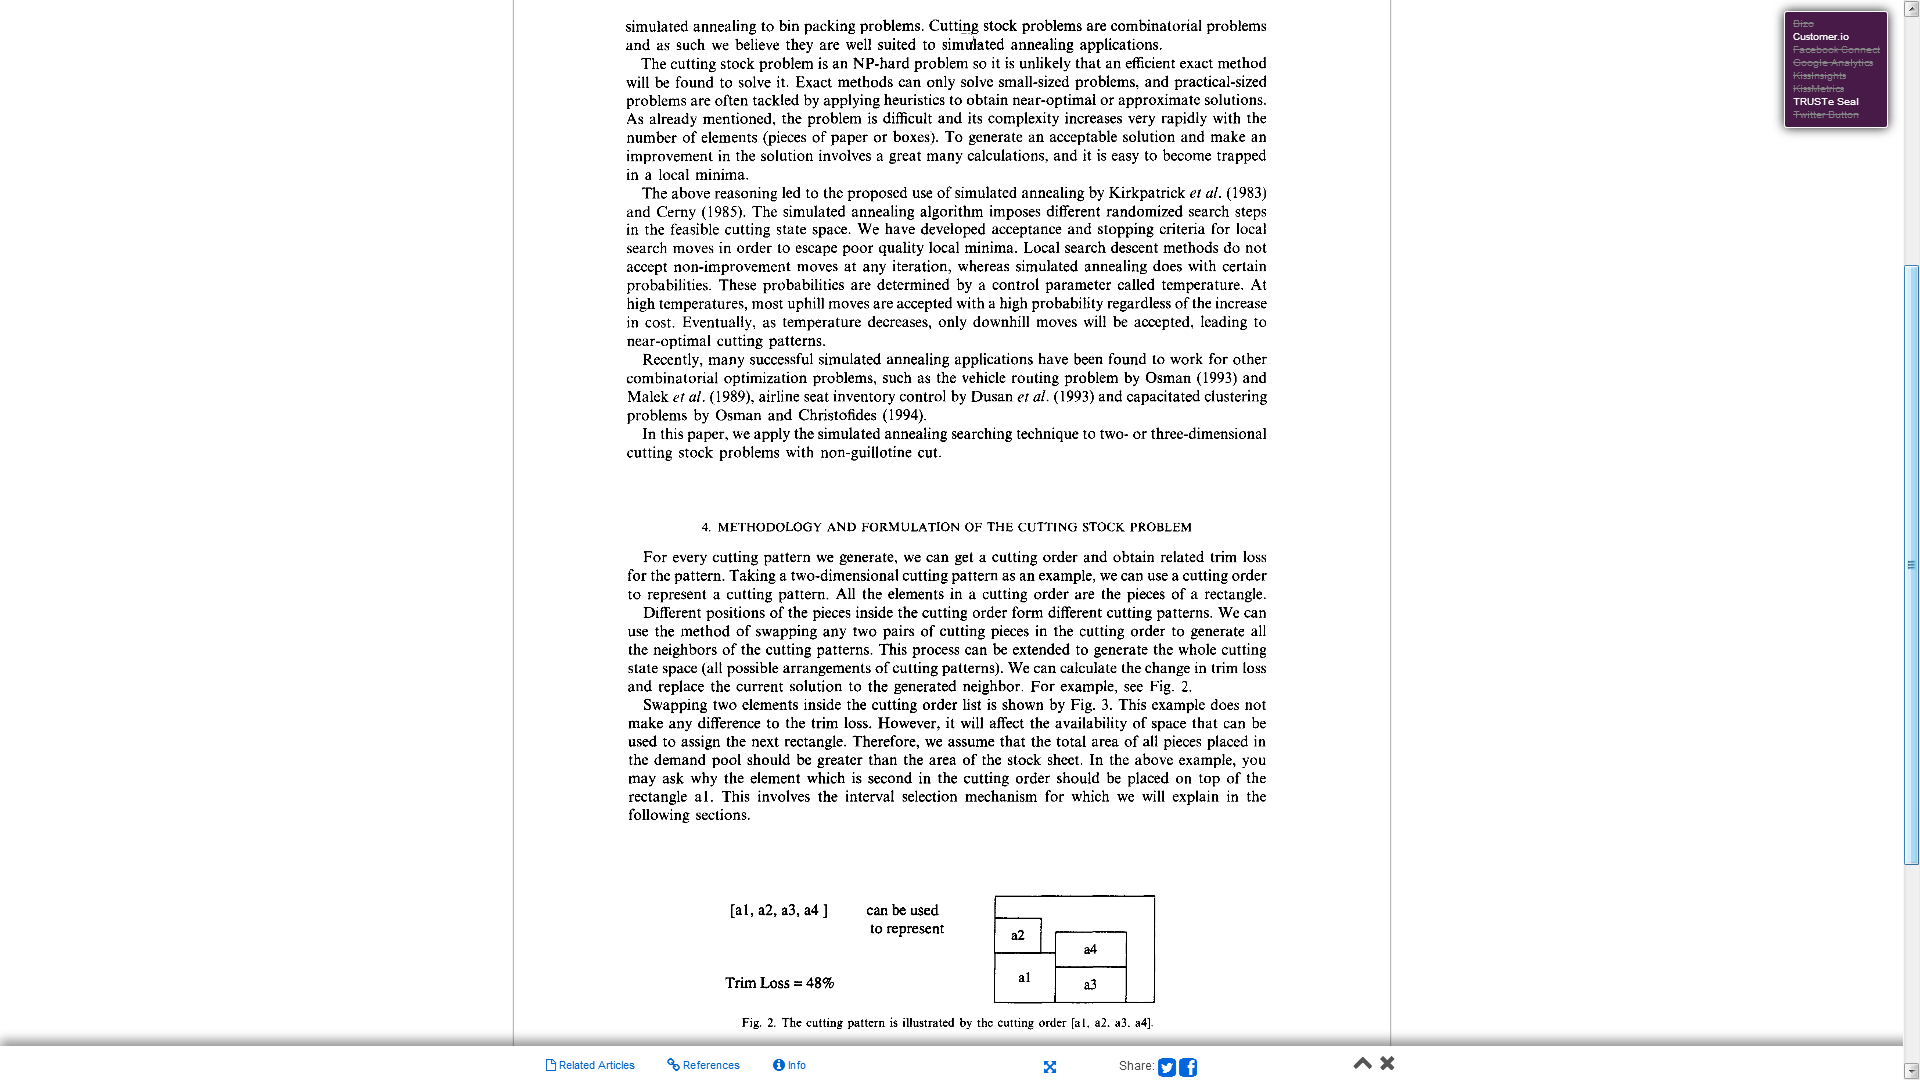 simulated annealing to bin packing problems. Cutting stock problems are combinatorial problems
and as such we believe they are well suited to simulated annealing applications.
The cutting stock problem is an NP-hard problem so it is unlikely that an efficient exact method
will be found to solve it. Exact methods can only solve small-sized problems, and practical-sized
problems are often tackled by applying heuristics to obtain near-optimal or approximate solutions.
As already mentioned, the problem is difficult and its complexity increases very rapidly with the
number of elements (pieces of paper or boxes). To generate an acceptable solution and make an
improvement in the solution involves a great many calculations, and it is easy to become trapped
in a local minima.
The above reasoning led to the proposed use of simulated annealing by Kirkpatrick et al. (1983)
and Cerny (1985). The simulated annealing algorithm imposes different randomized search steps
in the feasible cutting state space. We have developed acceptance and stopping criteria for local
search moves in order to escape poor quality local minima. Local search descent methods do not
accept non-improvement moves at any iteration, whereas simulated annealing does with certain
probabilities. These probabilities are determined by a control parameter called temperature. At
high temperatures, most uphill moves are accepted with a high probability regardless of the increase
in cost. Eventually, as temperature decreases, only downhill moves will be accepted, leading to
near-optimal cutting patterns.
Recently, many successful simulated annealing applications have been found to work for other
combinatorial optimization problems, such as the vehicle routing problem by Osman (1993) and
Malek et al. (1989), airline seat inventory control by Dusan et al. (1993) and capacitated clustering
problems by Osman and Christofides (1994).
In this paper, we apply the simulated annealing searching technique to two- or three-dimensional
cutting stock problems with non-guillotine cut.
4. METHODOLOGY AND FORMULATION OF THE CUTTING STOCK PROBLEM
For every cutting pattern we generate, we can get a cutting order and obtain related trim loss
for the pattern. Taking a two-dimensional cutting pattern as an example, we can use a cutting order
to represent a cutting pattern. All the elements in a cutting order are the pieces of a rectangle.
Different positions of the pieces inside the cutting order form different cutting patterns. We can
use the method of swapping any two pairs of cutting pieces in the cutting order to generate all
the neighbors of the cutting patterns. This process can be extended to generate the whole cutting
state space (all possible arrangements of cutting patterns). We can calculate the change in trim loss
and replace the current solution to the generated neighbor. For example, see Fig. 2.
Swapping two elements inside the cutting order list is shown by Fig. 3. This example does not
make any difference to the trim loss. However, it will affect the availability of space that can be
used to assign the next rectangle. Therefore, we assume that the total area of all pieces placed in
the demand pool should be greater than the area of the stock sheet. In the above example, you
may ask why the element which is second in the cutting order should be placed on top of the
rectangle a1. This involves the interval selection mechanism for which we will explain in the
following sections.
[a1, a2, a3, a4 ] can be used
to represent
Trim Loss = 48%
a2
a4
a1
a3
Fig. 2. The cutting pattern is illustrated by the cutting order [a1, a2, a3, a4].
Related Articles References Info Share:
Bizo
Customer.io
Facebook Connect
Google Analytics
KissInsights
KissMetrics
TRUSTe Seal
Twitter Button